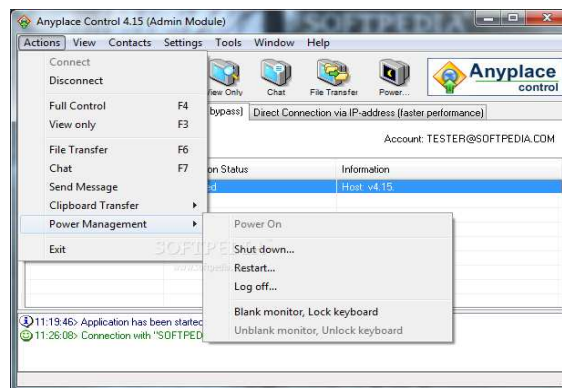 Anyplace Control 4.15 (Admin Module)
SOFTPEDIA
Actions View Contacts Settings Tools Window Help
Connect
Disconnect
Full Control F4
View only F3
File Transfer F6
Chat F7
Send Message
Clipboard Transfer
Power Management
Exit
View Only Chat File Transfer Power...
Anyplace
control
bypass) Direct Connection via IP-address (faster performance)
Account: TESTER@SOFTPEDIA.COM
on Status Information
ed Host v4.15.
Power On
Shut down...
Restart...
Log off...
Blank monitor, Lock keyboard
Unblank monitor, Unlock keyboard
SOFTPEDIA
11:19:46> Application has been started
11:26:08> Connection with "SOFTPED